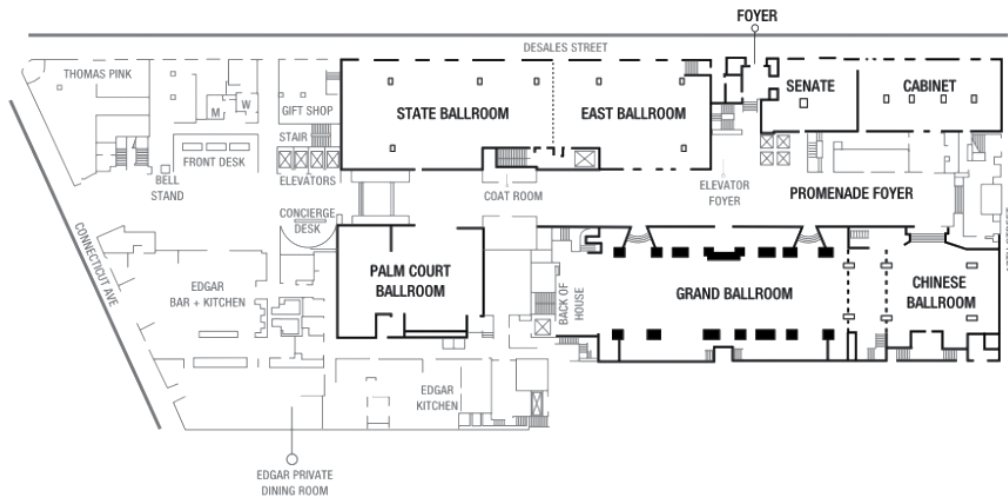 FOYER
DESALES STREET
THOMAS PINK
M
W
GIFT SHOP
STATE BALLROOM
EAST BALLROOM
SENATE
CABINET
STAIR
FRONT DESK
BELL
STAND
ELEVATORS
COAT ROOM
ELEVATOR
FOYER
PROMENADE FOYER
CONCIERGE
DESK
CONNECTICUT AVE
EDGAR
BAR + KITCHEN
PALM COURT
BALLROOM
BACK OF
HOUSE
GRAND BALLROOM
CHINESE
BALLROOM
EDGAR
KITCHEN
EDGAR PRIVATE
DINING ROOM